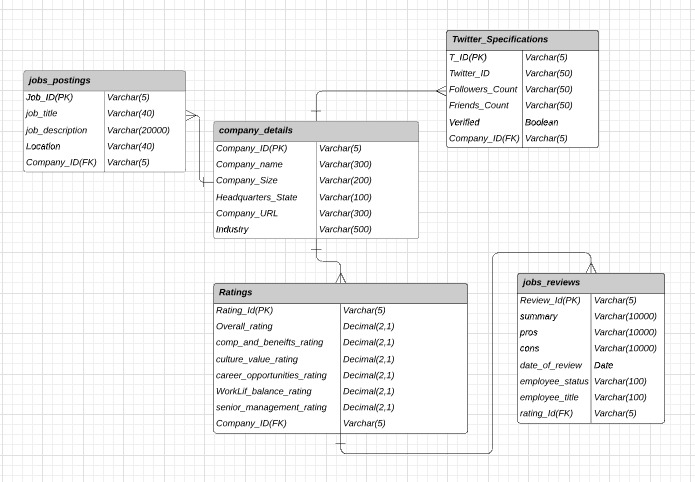 Twitter_Specifications
T_ID(PK) Varchar(5)
Twitter_ID Varchar(50)
Followers_Count Varchar(50)
Friends_Count Varchar(50)
Verified Boolean
Company_ID(FK) Varchar(5)
jobs_postings
Job_ID(PK) Varchar(5)
job_title Varchar(40)
job_description Varchar(20000)
Location Varchar(40)
Company_ID(FK) Varchar(5)
company_details
Company_ID(PK) Varchar(5)
Company_name Varchar(300)
Company_Size Varchar(200)
Headquarters_State Varchar(100)
Company_URL Varchar(300)
Industry Varchar(500)
Ratings
Rating_Id(PK) Varchar(5)
Overall_rating Decimal(2,1)
comp_and_beneifts_rating Decimal(2,1)
culture_value_rating Decimal(2,1)
career_opportunities_rating Decimal(2,1)
WorkLif_balance_rating Decimal(2,1)
senior_management_rating Decimal(2,1)
Company_ID(FK) Varchar(5)
jobs_reviews
Review_Id(PK) Varchar(5)
summary Varchar(10000)
pros Varchar(10000)
cons Varchar(10000)
date_of_review Date
employee_status Varchar(100)
employee_title Varchar(100)
rating_Id(FK) Varchar(5)